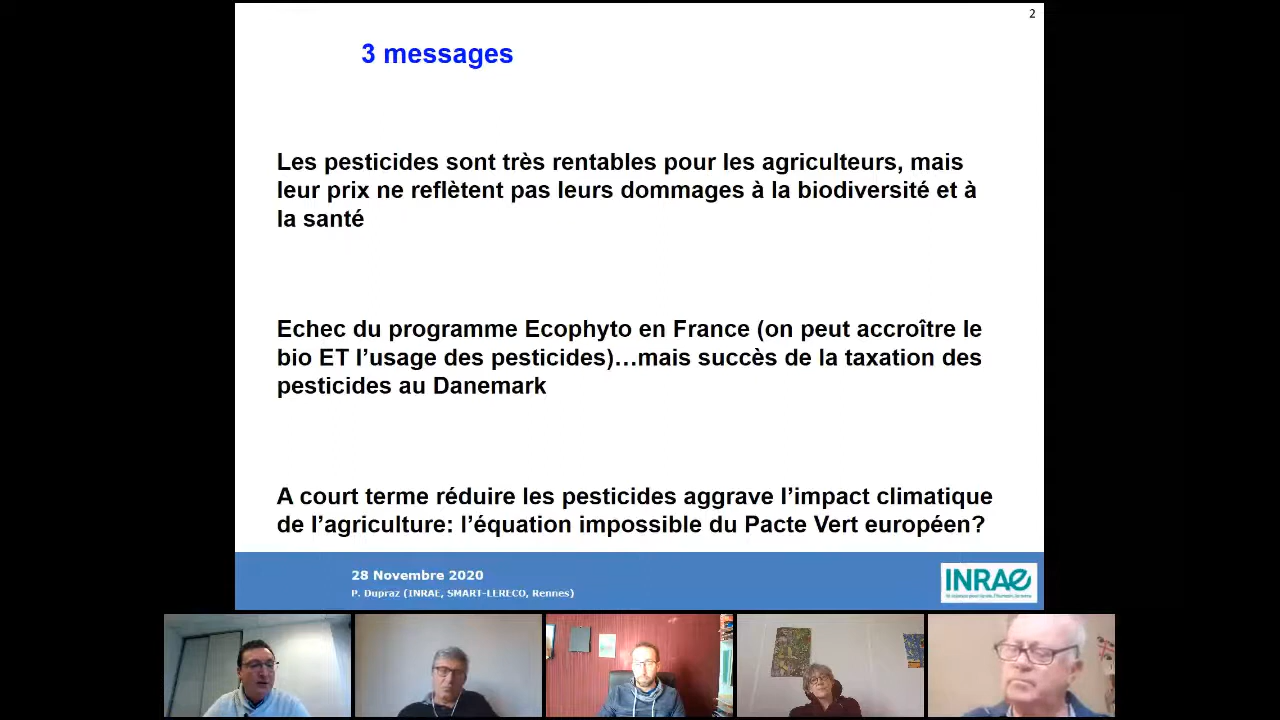 2
3 messages
Les pesticides sont très rentables pour les agriculteurs, mais
leur prix ne reflètent pas leurs dommages à la biodiversité et à
la santé
Echec du programme Ecophyto en France (on peut accroître le
bio ET l’usage des pesticides)…mais succès de la taxation des
pesticides au Danemark
A court terme réduire les pesticides aggrave l’impact climatique
de l’agriculture: l’équation impossible du Pacte Vert européen?
28 Novembre 2020
P. Dupraz (INRAE, SMART-LERECO, Rennes)
INRAE